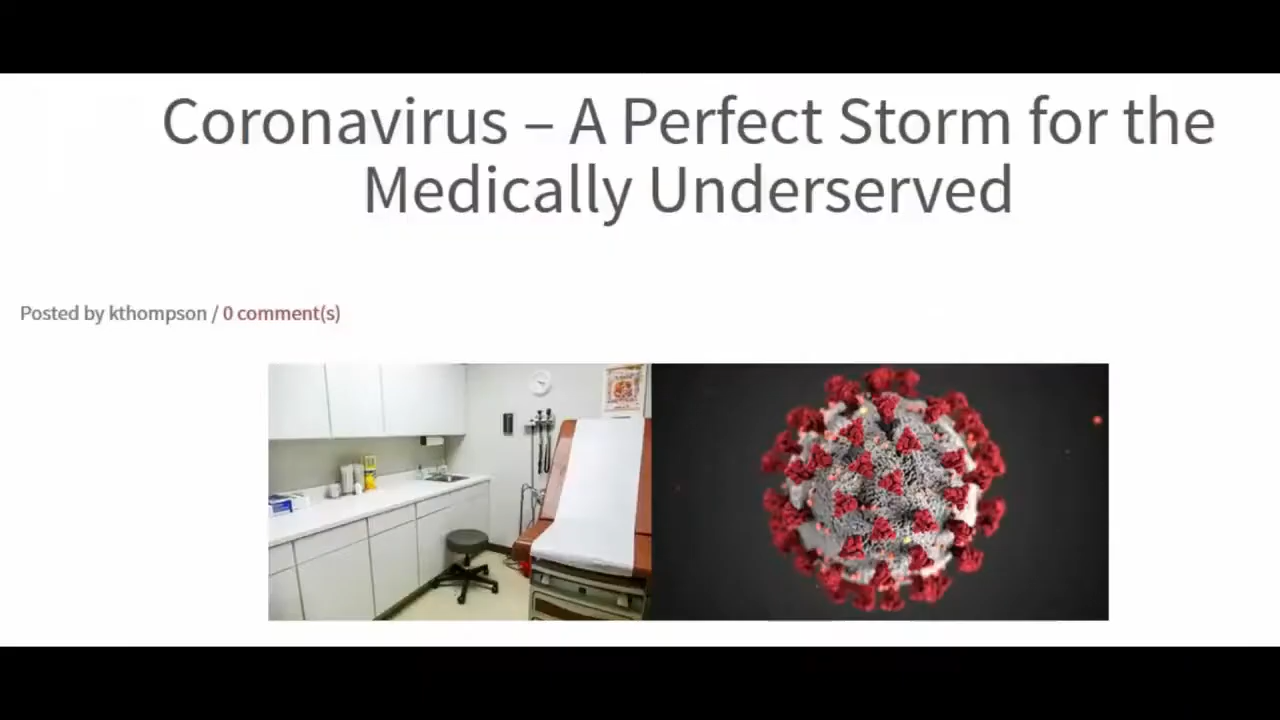 Coronavirus – A Perfect Storm for the
Medically Underserved
Posted by kthompson / 0 comment(s)